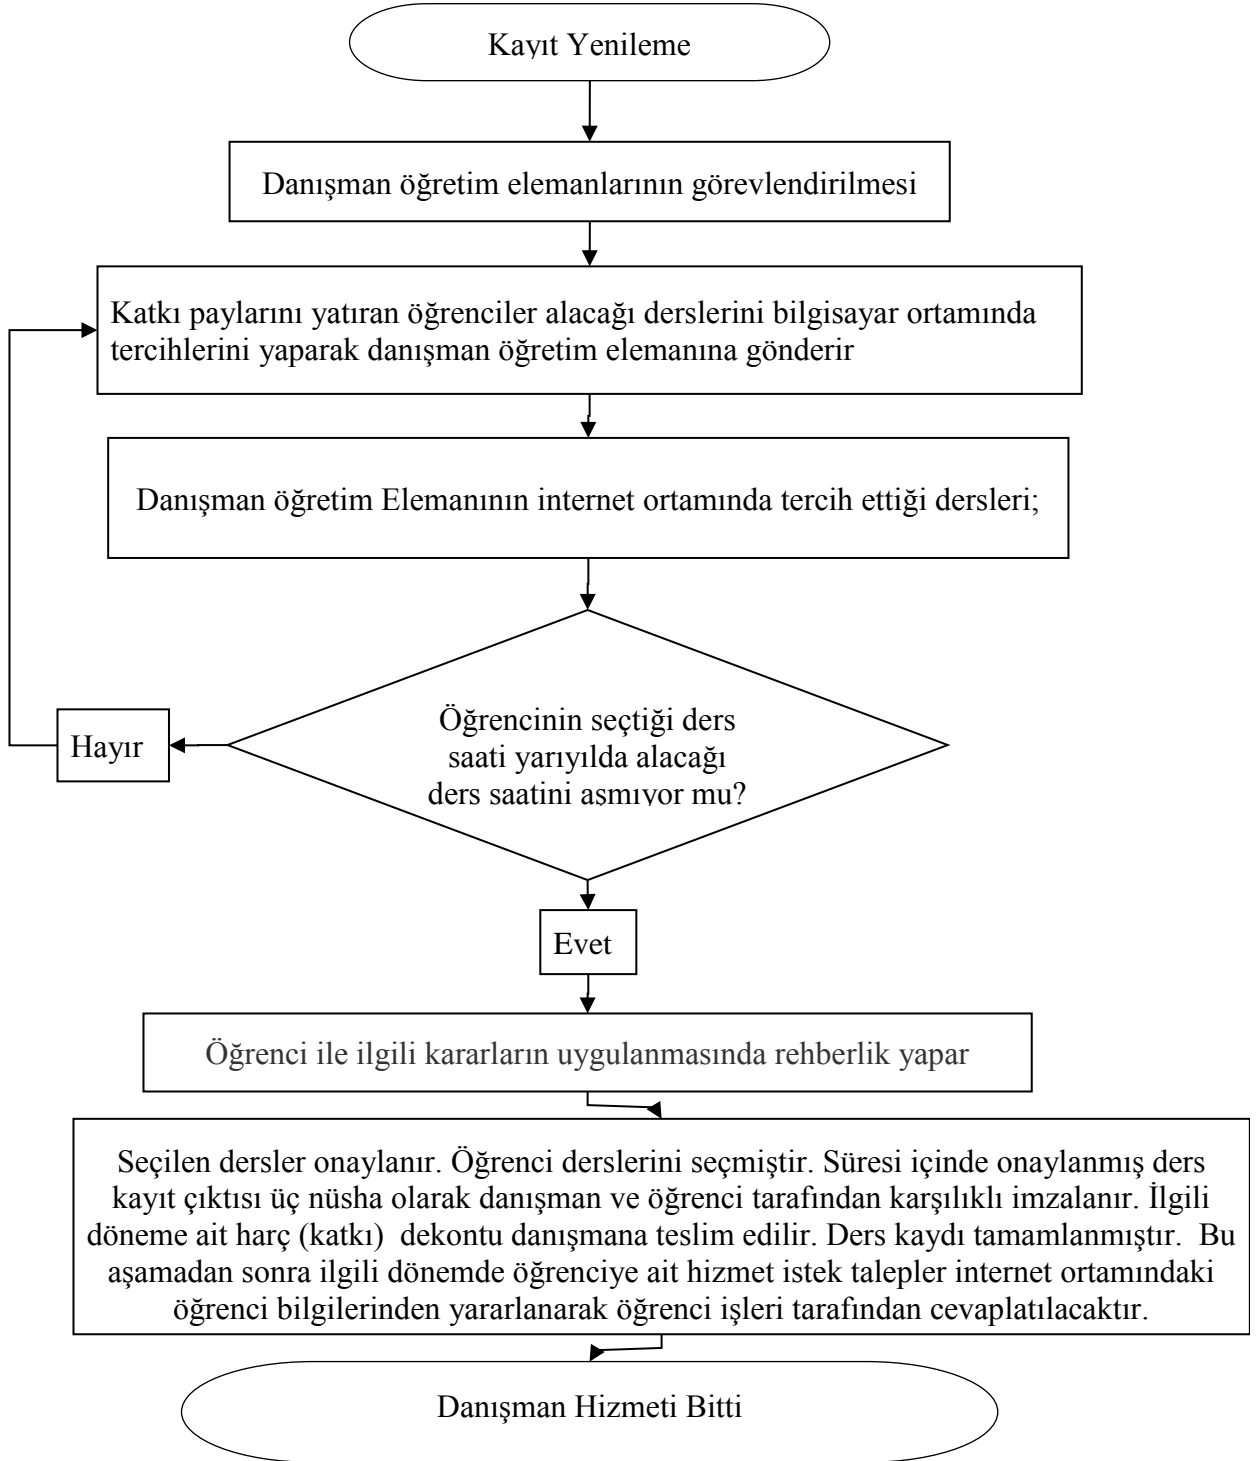 Kayıt Yenileme
Danışman öğretim elemanlarının görevlendirilmesi
Katkı paylarını yatıran öğrenciler alacağı derslerini bilgisayar ortamında
tercihlerini yaparak danışman öğretim elemanına gönderir
Danışman öğretim Elemanının internet ortamında tercih ettiği dersleri;
Öğrencinin seçtiği ders
saati yarıyılda alacağı
ders saatini aşmıyor mu?
Hayır
Evet
Öğrenci ile ilgili kararların uygulanmasında rehberlik yapar
Seçilen dersler onaylanır. Öğrenci derslerini seçmiştir. Süresi içinde onaylanmış ders
kayıt çıktısı üç nüsha olarak danışman ve öğrenci tarafından karşılıklı imzalanır. İlgili
döneme ait harç (katkı)  dekontu danışmana teslim edilir. Ders kaydı tamamlanmıştır.  Bu
aşamadan sonra ilgili dönemde öğrenciye ait hizmet istek talepler internet ortamındaki
öğrenci bilgilerinden yararlanarak öğrenci işleri tarafından cevaplatılacaktır.
Danışman Hizmeti Bitti